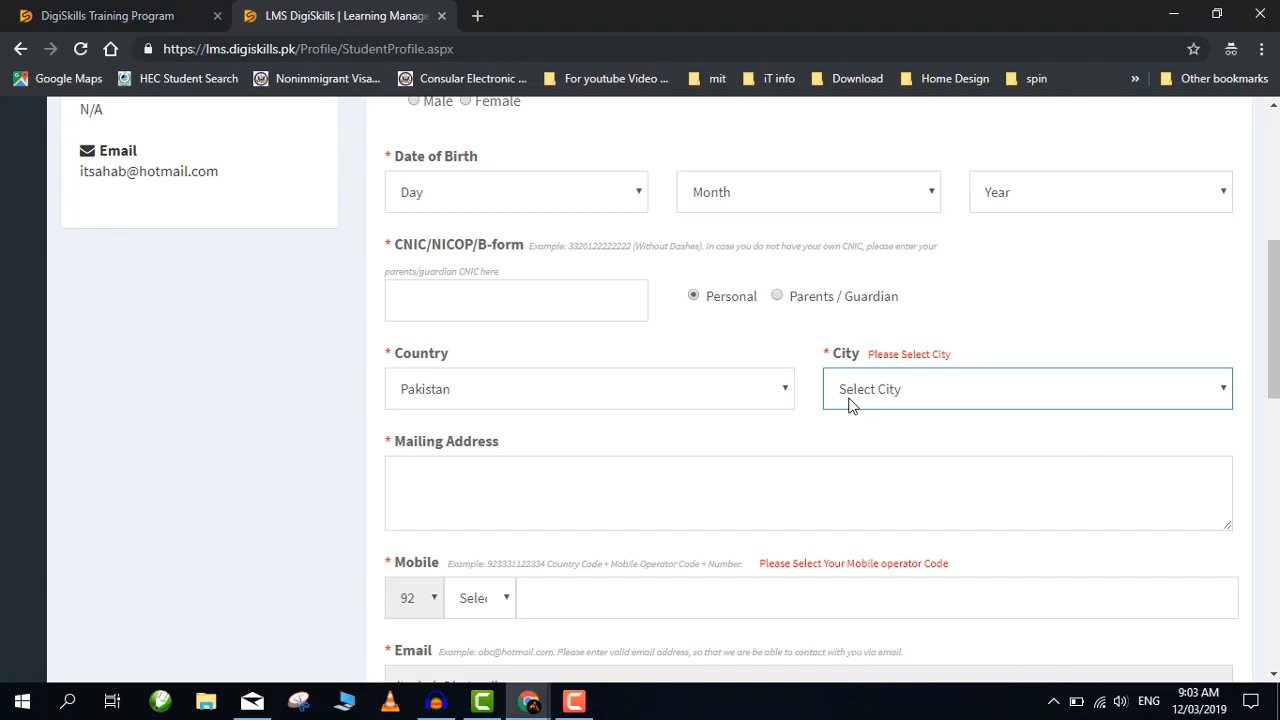 DigiSkills Training Program
LMS DigiSkills | Learning Manage
https://lms.digiskills.pk/Profile/StudentProfile.aspx
Google Maps HEC Student Search Nonimmigrant Visa... Consular Electronic ... For youtube Video ... mit iT info Download Home Design spin » Other bookmarks
N/A
Email
itsahab@hotmail.com
Male Female
* Date of Birth
Day Month Year
* CNIC/NICOP/B-form Example: 3320122222222 (Without Dashes). In case you do not have your own CNIC, please enter your
parents/guardian CNIC here
Personal Parents / Guardian
* Country
* City Please Select City
Pakistan
Select City
* Mailing Address
* Mobile Example: 923331122334 Country Code + Mobile Operator Code + Number. Please Select Your Mobile operator Code
92 Selec
* Email Example: abc@hotmail.com. Please enter valid email address, so that we are be able to contact with you via email.
ENG
9:03 AM
12/03/2019